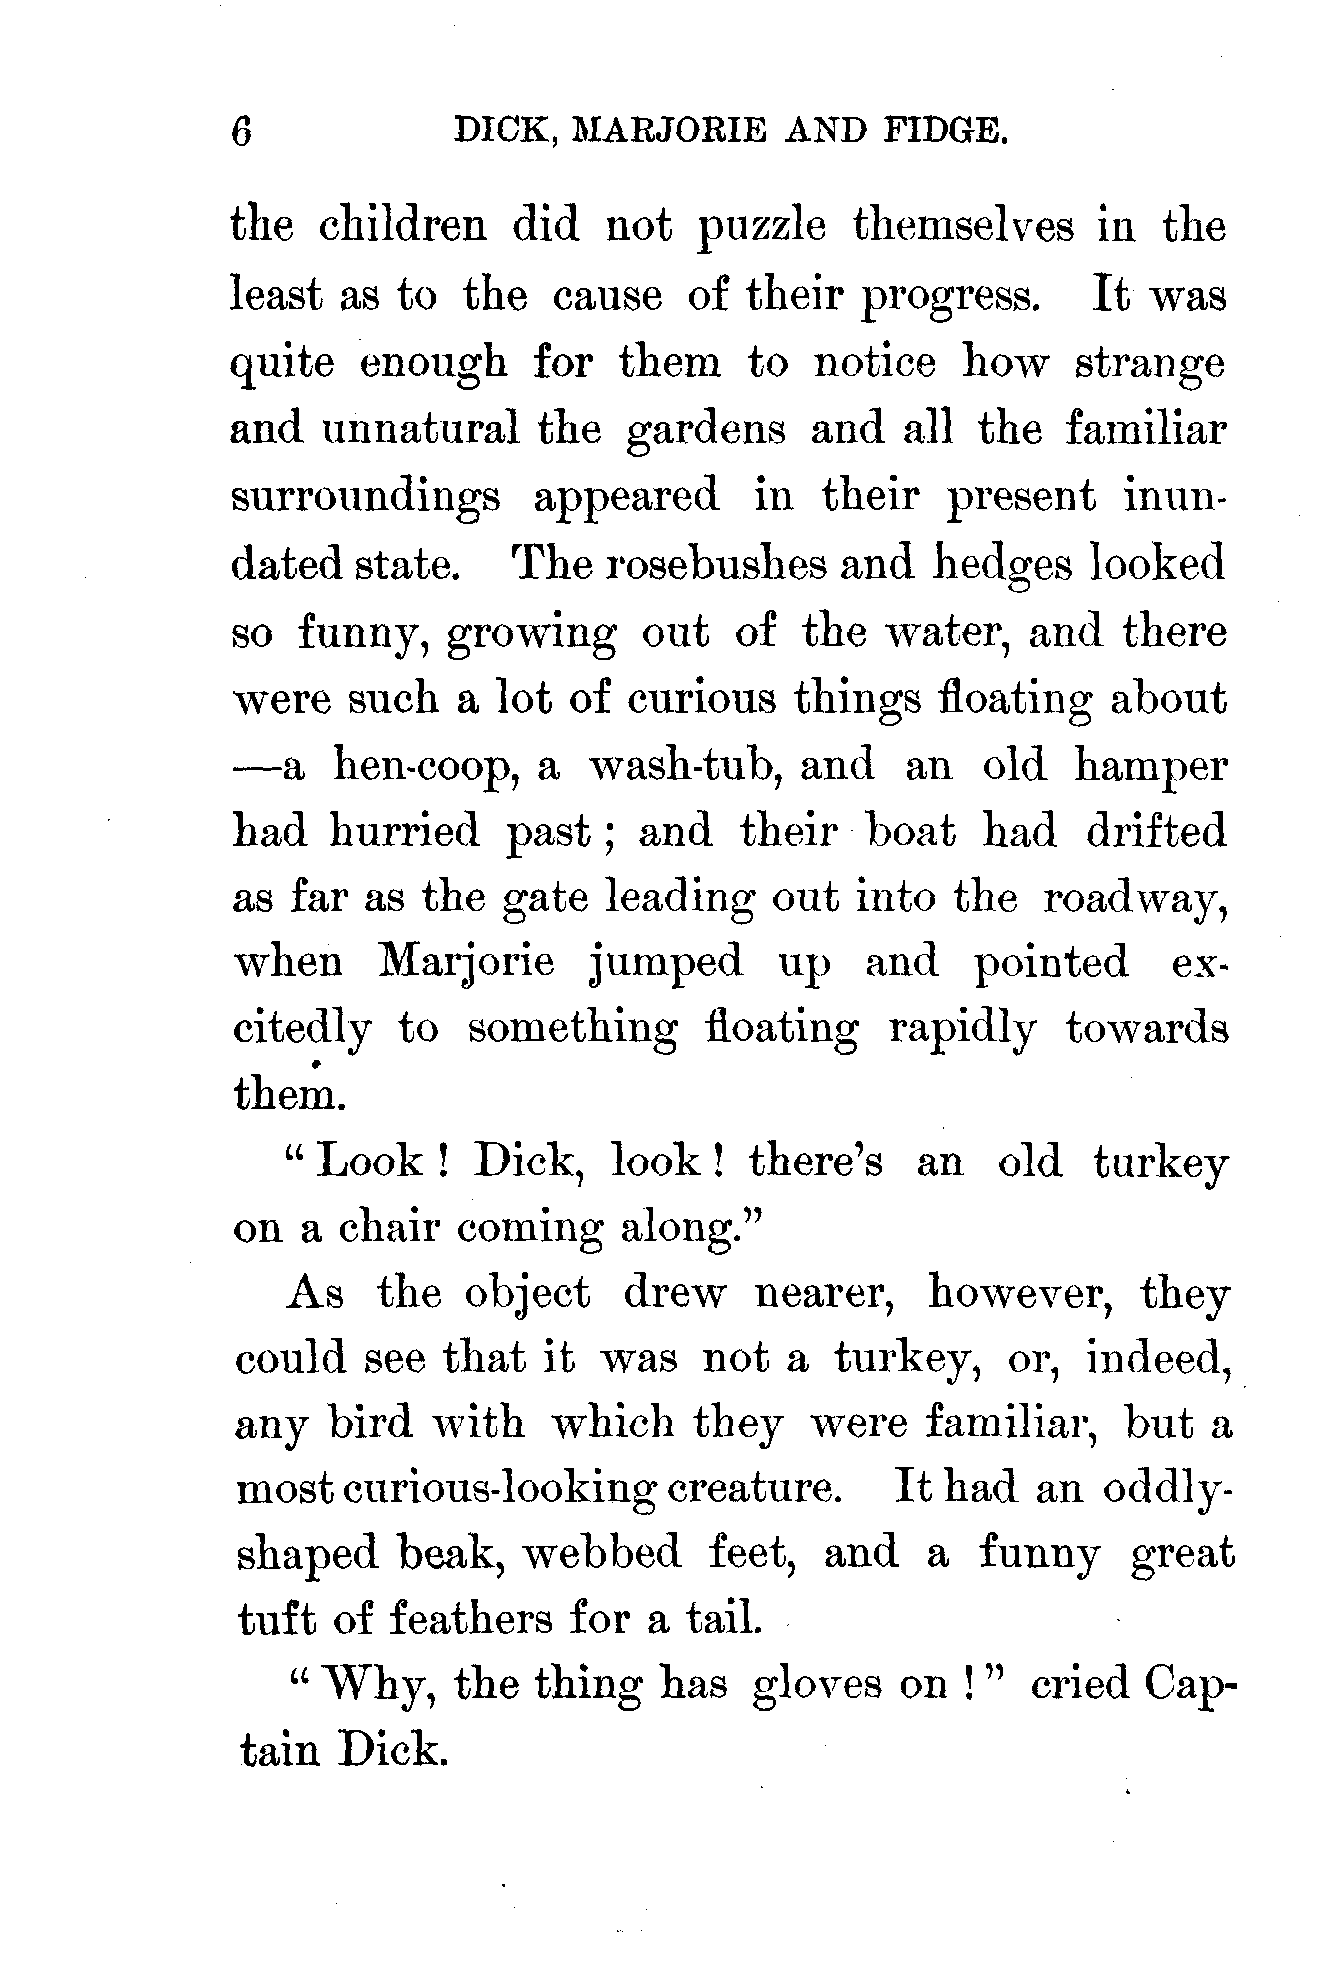 6 DICK, MARJORIE AND FIDGE.
the children did not puzzle themselves in the
least as to the cause of their progress. It was
quite enough for them to notice how strange
and unnatural the gardens and all the familiar
surroundings appeared in their present inun-
dated state. The rosebushes and hedges looked
so funny, growing out of the water, and there
were such a lot of curious things floating about
—a hen-coop, a wash-tub, and an old hamper
had hurried past ; and their boat had drifted
as far as the gate leading out into the roadway,
when Marjorie jumped up and pointed ex-
citedly to something floating rapidly towards
them.
“ Look ! Dick, look ! there’s an old turkey
on a chair coming along.”
As the object drew nearer, however, they
could see that it was not a turkey, or, indeed,
any bird with which they were familiar, but a
most curious-looking creature. It had an oddly-
shaped beak, webbed feet, and a funny great
tuft of feathers for a tail.
“ Why, the thing has gloves on ! ” cried Cap-
tain Dick.